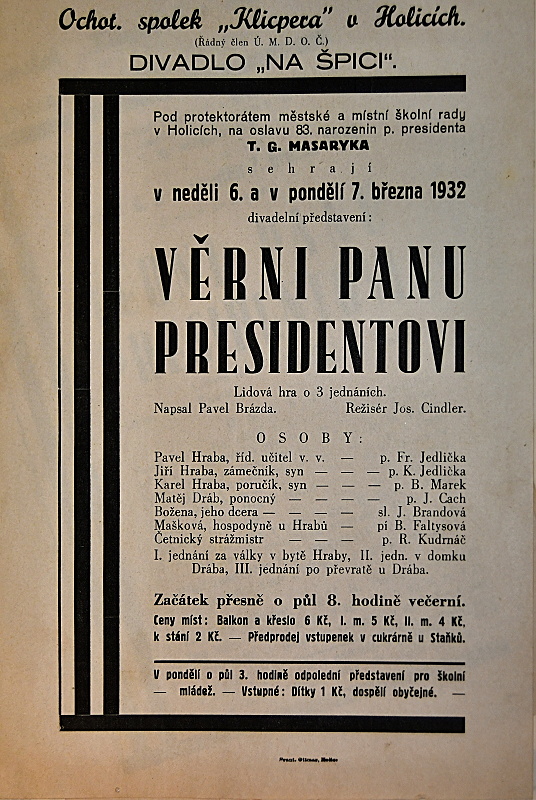 Ochot. spolek „Klicpera" v Holicích.
(Řádný člen Ú. M. D. O. Č.)
DIVADLO „NA ŠPICI".
Pod protektorátem městské a místní školní rady
v Holicích, na oslavu 83. narozenin p. presidenta
T. G. MASARYKA
sehrají
v neděli 6. a v pondělí 7. března 1932
divadelní představení:
VĚRNI PANU
PRESIDENTOVI
Lidová hra o 3 jednáních.
Napsal Pavel Brázda. Režisér Jos. Cindler.
OSOBY:
Pavel Hraba, říd. učitel v. v. — p. Fr. Jedlička
Jiří Hraba, zámečník, syn — — — p. K. Jedlička
Karel Hraba, poručík, syn — — — p. B. Marek
Matěj Dráb, ponocný — — — — p. J. Cach
Božena, jeho dcera — — — — sl. J. Brandová
Mašková, hospodyně u Hrabů — pí B. Faltysová
Četnický strážmistr — — — — p. R. Kudrnáč
I. jednání za války v bytě Hraby, II. jedn. v domku
Drába, III. jednání po převratě u Drába.
Začátek přesně o půl 8. hodině večerní.
Ceny míst: Balkon a křeslo 6 Kč, I. m. 5 Kč, II. m. 4 Kč,
k stání 2 Kč. — Předprodej vstupenek v cukrárně u Staňků.
V pondělí o půl 3. hodině odpolední představení pro školní
— mládež. — Vstupné: Dítky 1 Kč, dospělí obyčejné. —